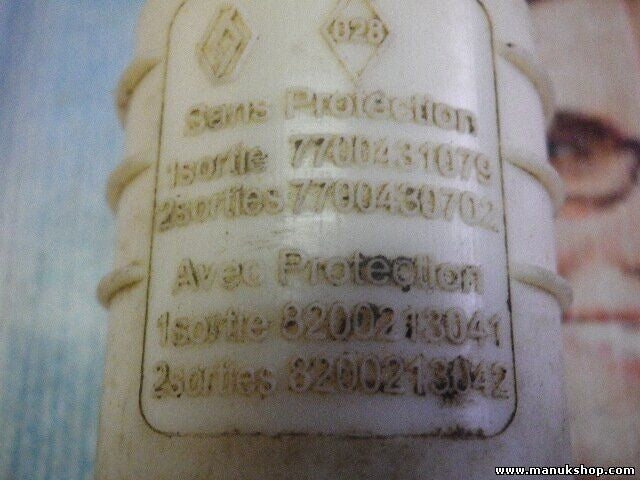 028
Sans Protection
1sortie 7700431079
2sorties 7700430702
Avec Protection
1sortie 8200213041
2sorties 8200213042
www.manukshop.com